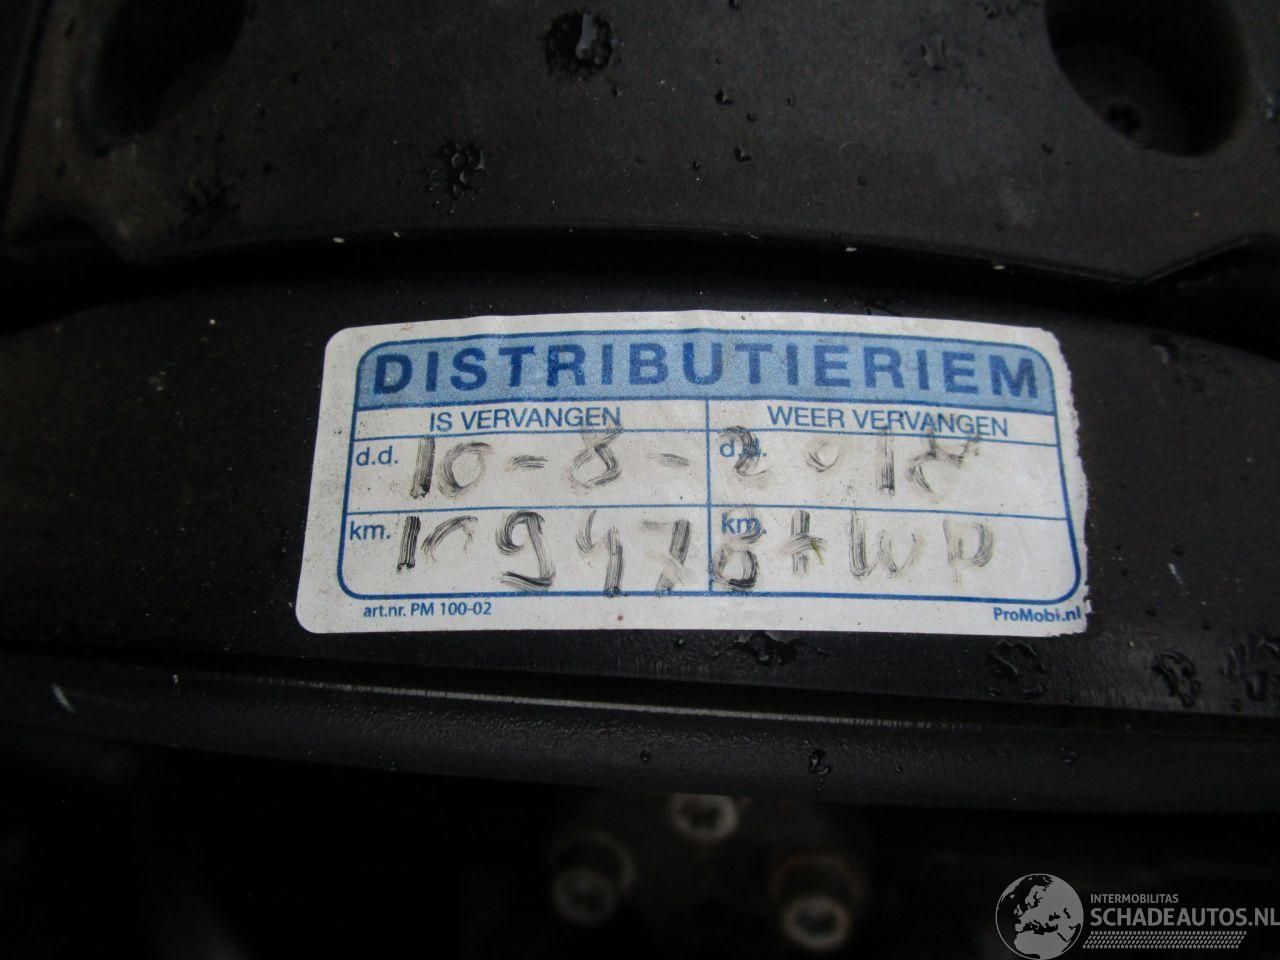 DISTRIBUTIERIEM
IS VERVANGEN WEER VERVANGEN
d.d. 10-8- d.d. 2018
km. 109478 km. + WP
art.nr. PM 100-02 ProMobi.nl
INTERMOBILITAS
SCHADEAUTOS.NL